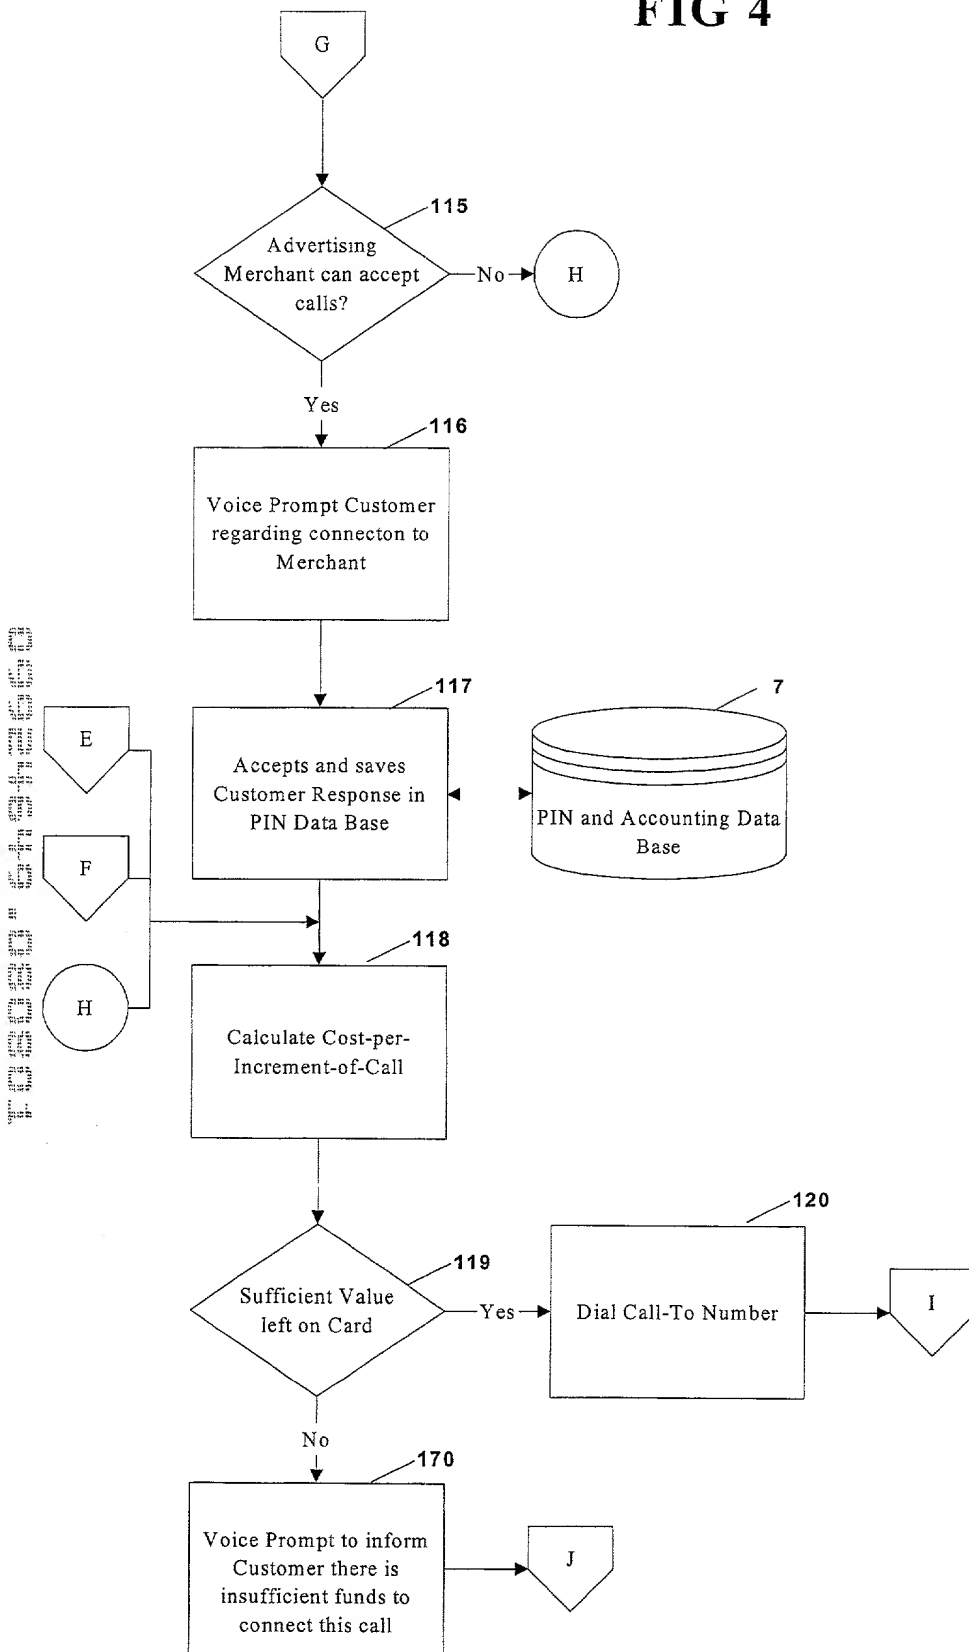 FIG 4
G
115
Advertising
Merchant can accept
calls?
No
H
Yes
116
Voice Prompt Customer
regarding connecton to
Merchant
117
7
E
Accepts and saves
Customer Response in
PIN Data Base
PIN and Accounting Data
Base
F
118
H
Calculate Cost-per-
Increment-of-Call
120
119
Sufficient Value
left on Card
Yes
Dial Call-To Number
I
No
170
Voice Prompt to inform
Customer there is
insufficient funds to
connect this call
J